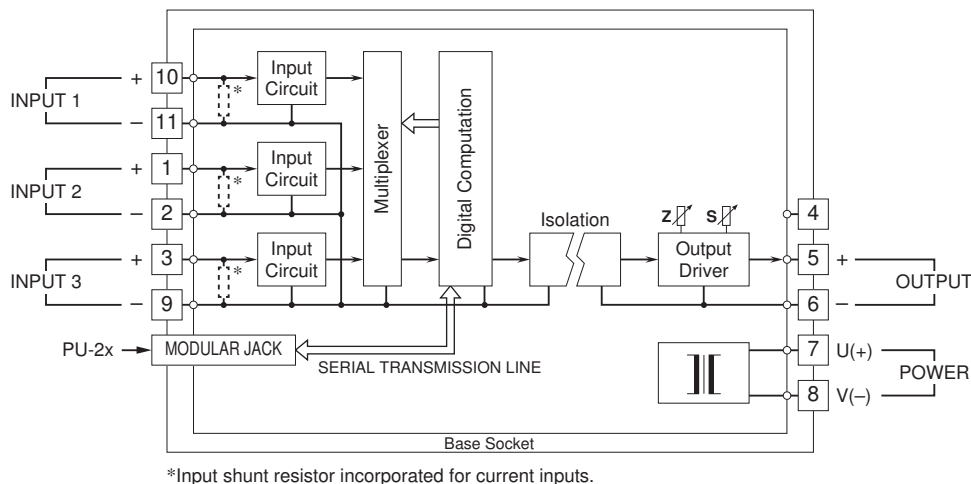 INPUT 1
+ 10
− 11
*
Input
Circuit
INPUT 2
+ 1
− 2
*
Input
Circuit
INPUT 3
+ 3
− 9
*
Input
Circuit
Multiplexer
Digital Computation
Isolation
Z
S
Output
Driver
4
5 +
6 −
OUTPUT
7 U(+)
8 V(−)
POWER
PU-2x
MODULAR JACK
SERIAL TRANSMISSION LINE
Base Socket
*Input shunt resistor incorporated for current inputs.